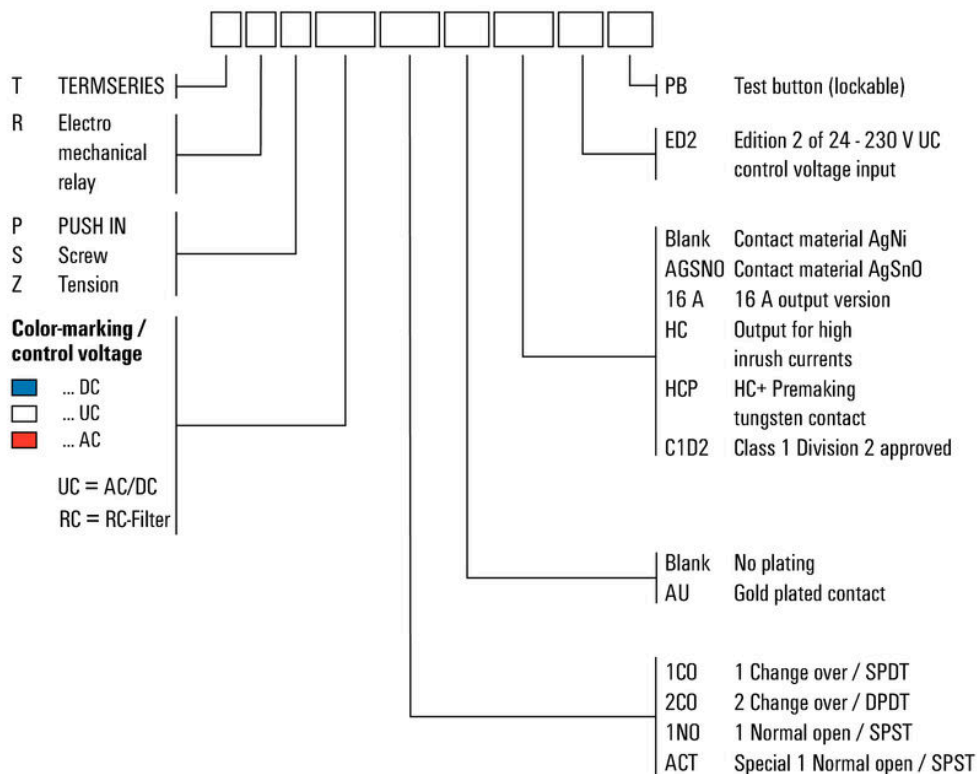 T TERMSERIES
R Electro
mechanical
relay
P PUSH IN
S Screw
Z Tension
Color-marking /
control voltage
... DC
... UC
... AC
UC = AC/DC
RC = RC-Filter
PB Test button (lockable)
ED2 Edition 2 of 24 - 230 V UC
control voltage input
Blank Contact material AgNi
AGSNO Contact material AgSnO
16 A 16 A output version
HC Output for high
inrush currents
HCP HC+ Premaking
tungsten contact
C1D2 Class 1 Division 2 approved
Blank No plating
AU Gold plated contact
1CO 1 Change over / SPDT
2CO 2 Change over / DPDT
1NO 1 Normal open / SPST
ACT Special 1 Normal open / SPST